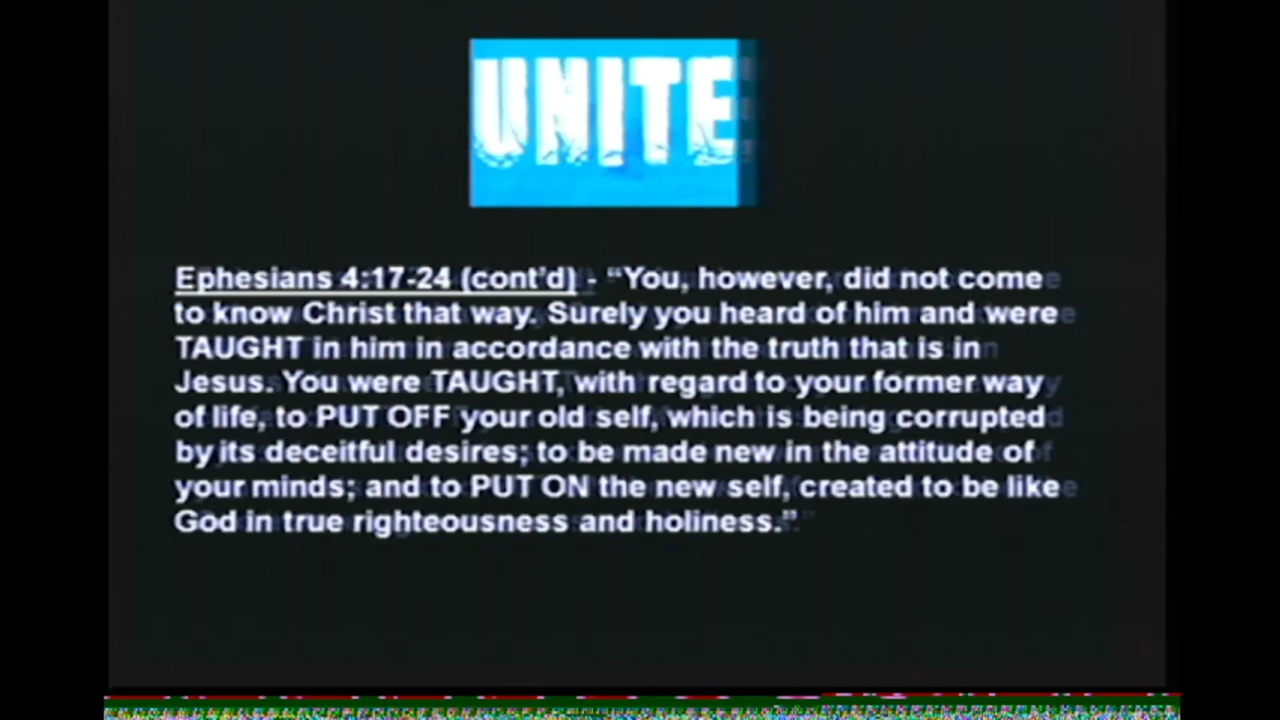 UNITE
Ephesians 4:17-24 (cont'd) - “You, however, did not come
to know Christ that way. Surely you heard of him and were
TAUGHT in him in accordance with the truth that is in
Jesus. You were TAUGHT, with regard to your former way
of life, to PUT OFF your old self, which is being corrupted
by its deceitful desires; to be made new in the attitude of
your minds; and to PUT ON the new self, created to be like
God in true righteousness and holiness.”